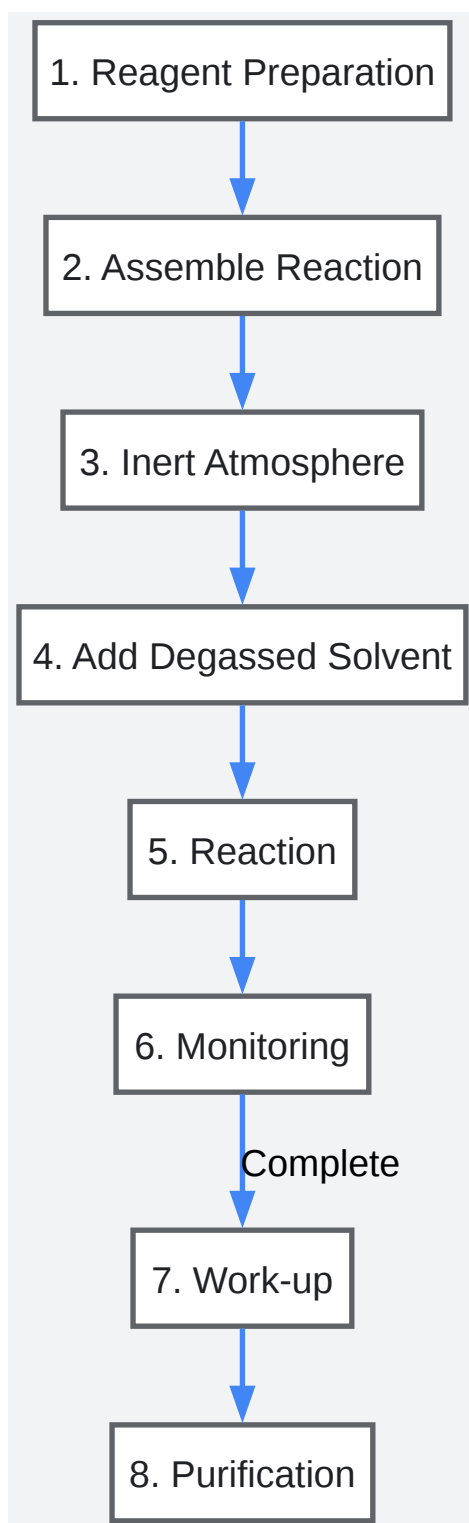 1. Reagent Preparation
2. Assemble Reaction
3. Inert Atmosphere
4. Add Degassed Solvent
5. Reaction
6. Monitoring
Complete
7. Work-up
8. Purification